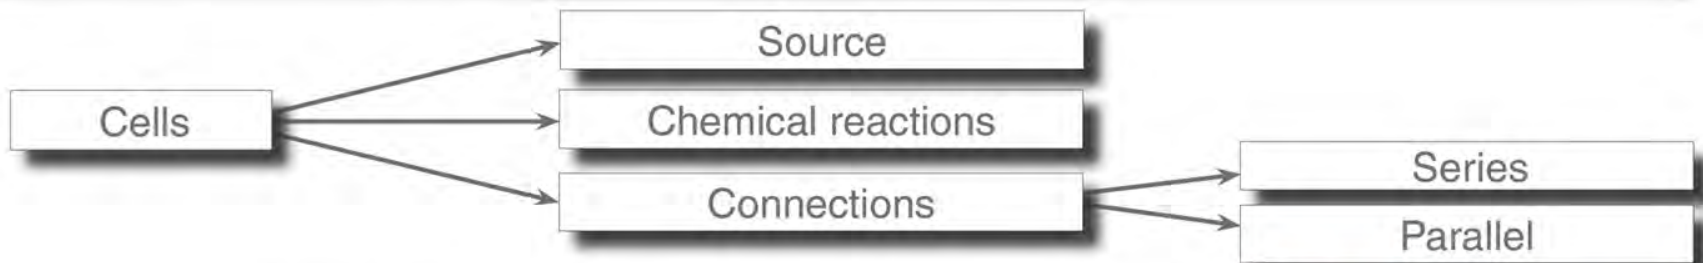 Source
Cells
Chemical reactions
Connections
Series
Parallel